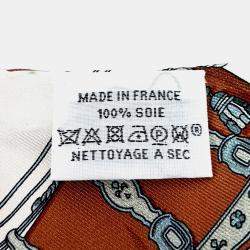 MADE IN FRANCE
100% SOIE
®
NETTOYAGE A SEC